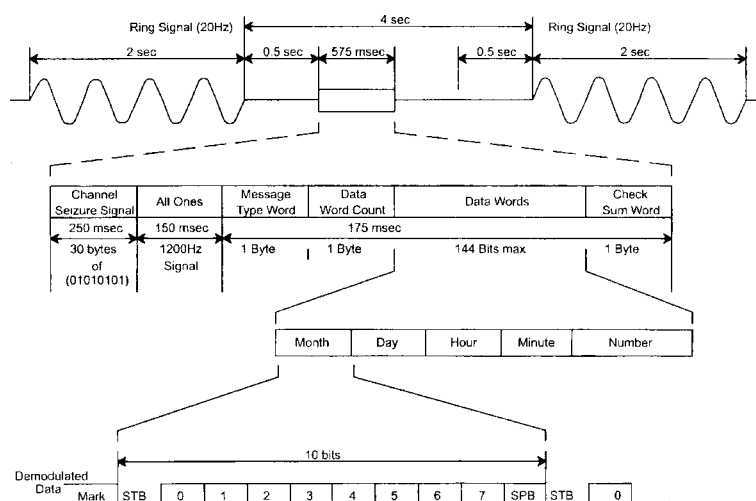 4 sec
Ring Signal (20Hz) Ring Signal (20Hz)
2 sec 0.5 sec 575 msec 0.5 sec 2 sec
Channel Seizure Signal
All Ones
Message Type Word
Data Word Count
Data Words
Check Sum Word
250 msec 150 msec 175 msec
30 bytes of (01010101)
1200Hz Signal
1 Byte 1 Byte 144 Bits max 1 Byte
Month Day Hour Minute Number
10 bits
Demodulated Data
Mark STB 0 1 2 3 4 5 6 7 SPB STB 0